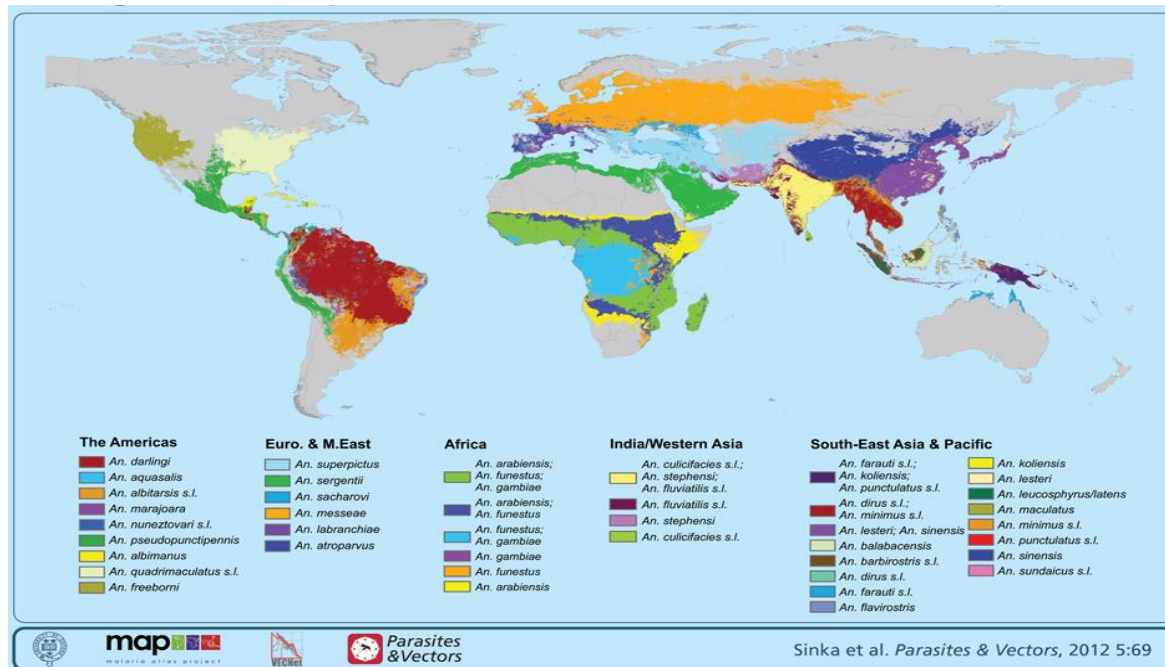 The Americas
An. darlingi
An. aquasalis
An. albitarsis s.l.
An. marajoara
An. nuneztovari s.l.
An. pseudopunctipennis
An. albimanus
An. quadrimaculatus s.l.
An. freeborni
Euro. & M.East
An. superpictus
An. sergentii
An. sacharovi
An. messeae
An. labranchiae
An. atroparvus
Africa
An. arabiensis;
An. funestus;
An. gambiae
An. arabiensis;
An. funestus
An. funestus;
An. gambiae
An. gambiae
An. funestus
An. arabiensis
India/Western Asia
An. culicifacies s.l.;
An. stephensi;
An. fluviatilis s.l.
An. fluviatilis s.l.
An. stephensi
An. culicifacies s.l.
South-East Asia & Pacific
An. farauti s.l.;
An. koliensis;
An. punctulatus s.l.
An. dirus s.l.;
An. minimus s.l.
An. lesteri; An. sinensis
An. balabacensis
An. barbirostris s.l.
An. dirus s.l.
An. farauti s.l.
An. flavirostris
An. koliensis
An. lesteri
An. leucosphyrus/latens
An. maculatus
An. minimus s.l.
An. punctulatus s.l.
An. sinensis
An. sundaicus s.l.
map
malaria atlas project
VECNet
Parasites
&Vectors
Sinka et al. Parasites & Vectors, 2012 5:69